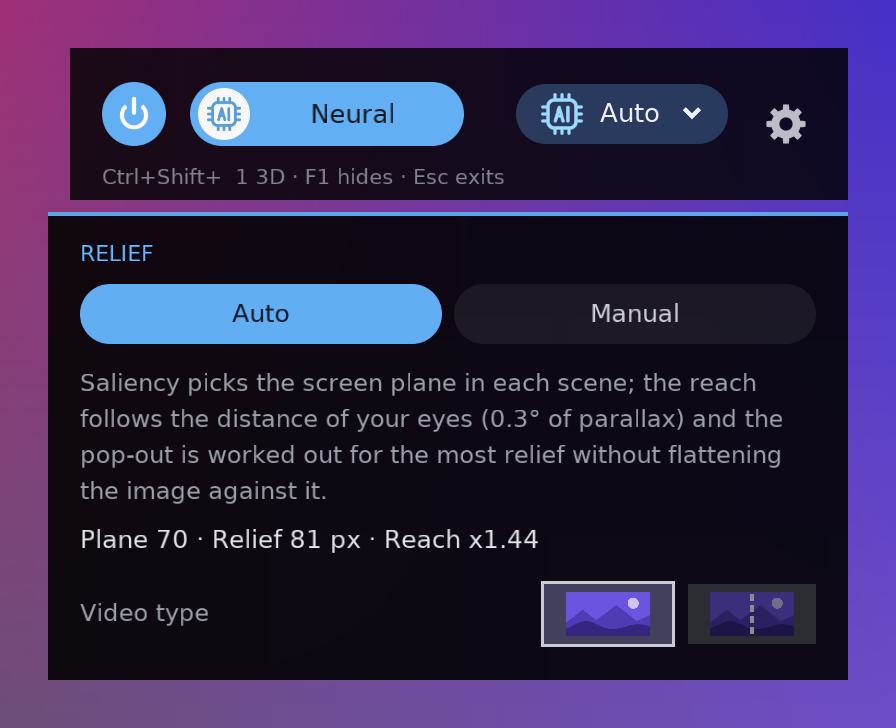 AI Neural
AI Auto
Ctrl+Shift+ 1 3D · F1 hides · Esc exits
RELIEF
Auto
Manual
Saliency picks the screen plane in each scene; the reach
follows the distance of your eyes (0.3° of parallax) and the
pop-out is worked out for the most relief without flattening
the image against it.
Plane 70 · Relief 81 px · Reach x1.44
Video type